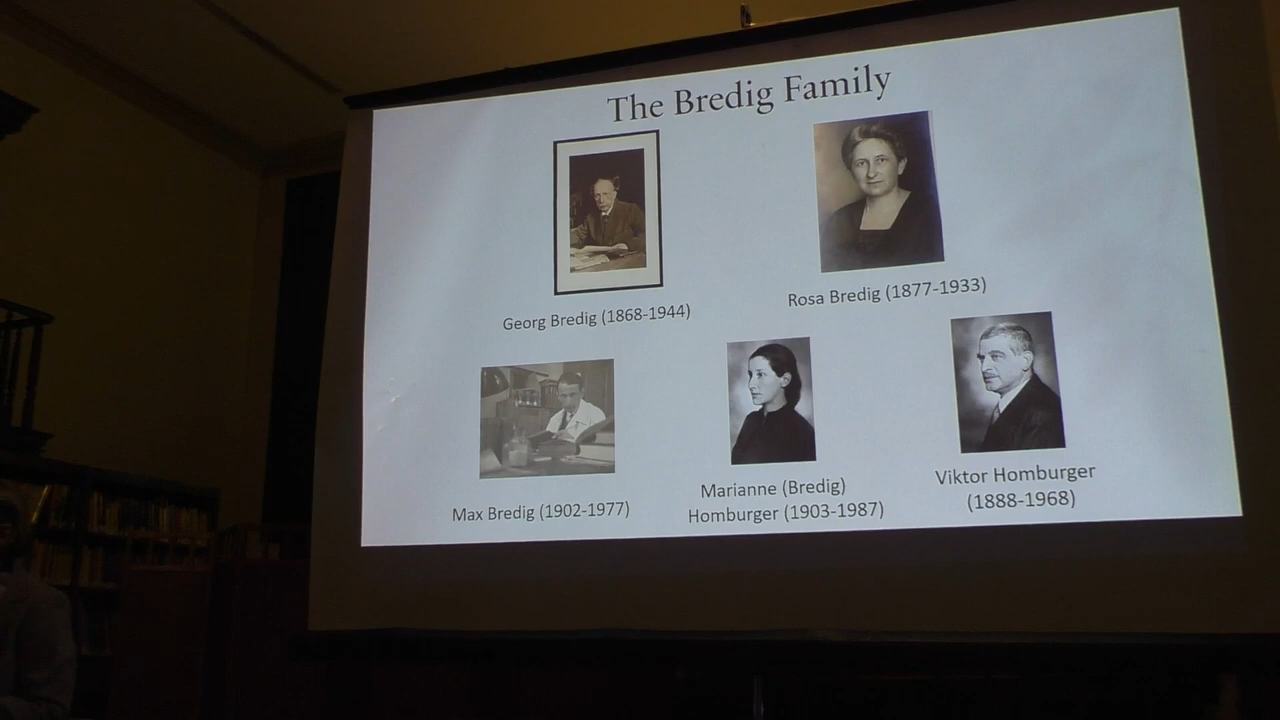 The Bredig Family
Georg Bredig (1868-1944)
Rosa Bredig (1877-1933)
Max Bredig (1902-1977)
Marianne (Bredig)
Homburger (1903-1987)
Viktor Homburger
(1888-1968)